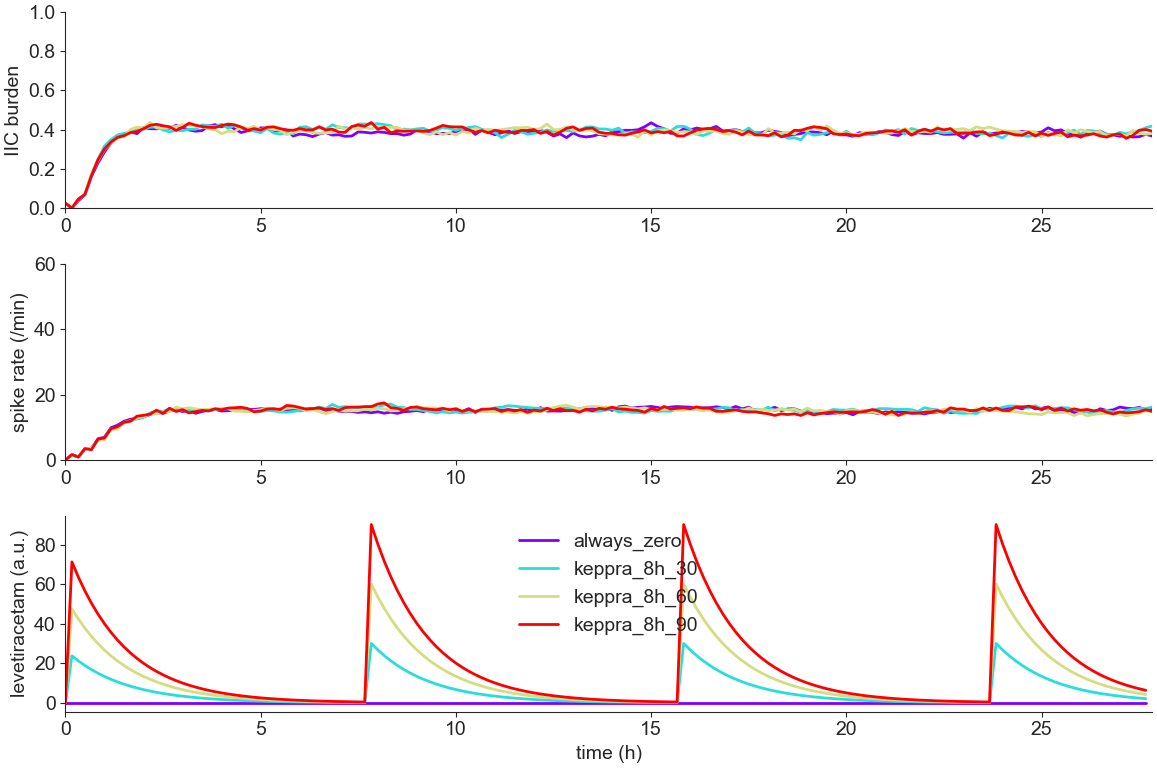 1.0
0.8
0.6
0.4
0.2
0.0
IIC burden
0 5 10 15 20 25
60
40
20
0
spike rate (/min)
0 5 10 15 20 25
80
60
40
20
0
levetiracetam (a.u.)
always_zero
keppra_8h_30
keppra_8h_60
keppra_8h_90
0 5 10 15 20 25
time (h)